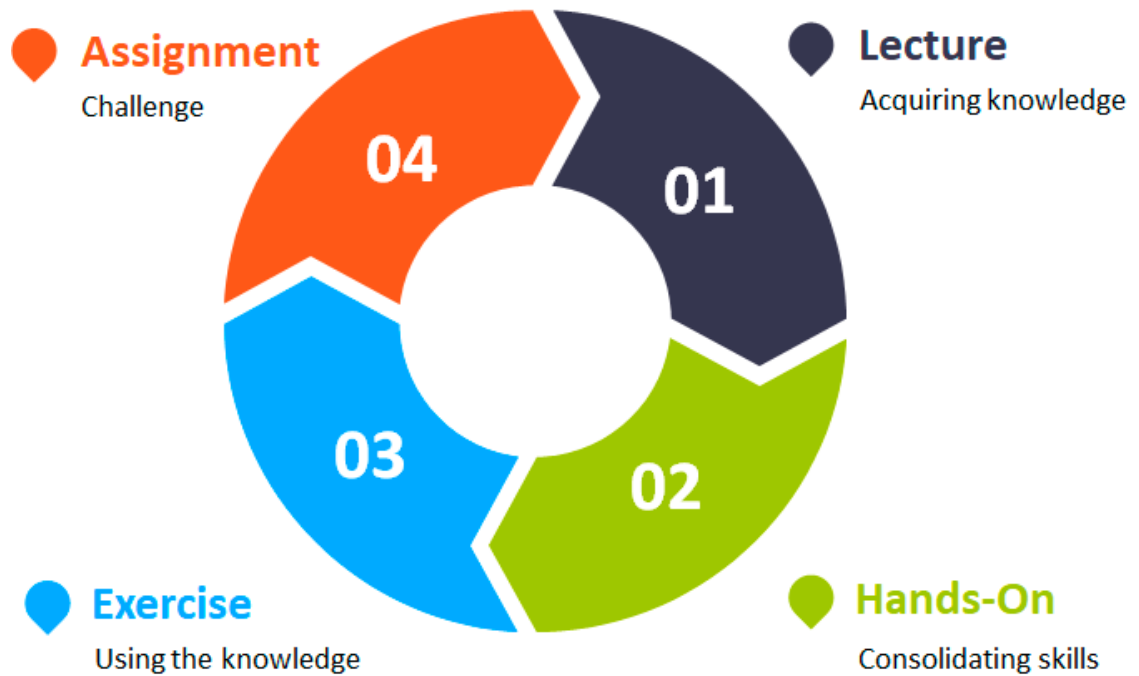 Assignment
Challenge
Lecture
Acquiring knowledge
04
01
03
02
Exercise
Using the knowledge
Hands-On
Consolidating skills